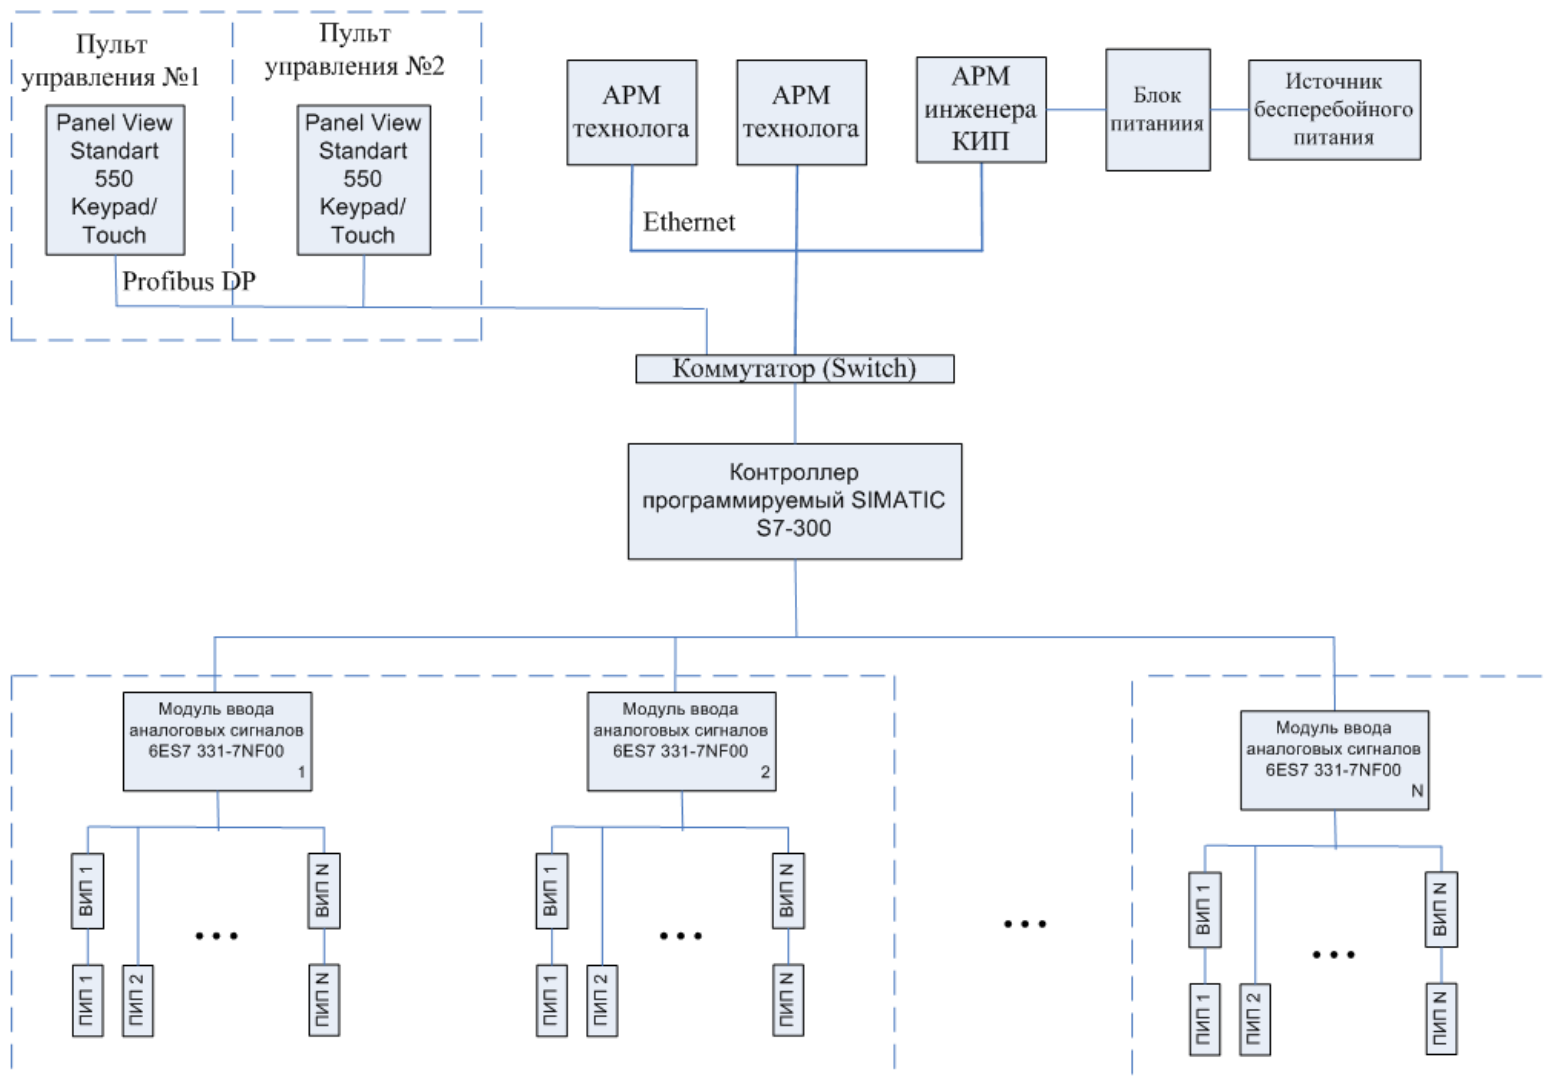 Пульт
управления №1
Пульт
управления №2
Panel View
Standart
550
Keypad/
Touch
Panel View
Standart
550
Keypad/
Touch
Profibus DP
АРМ
технолога
АРМ
технолога
АРМ
инженера
КИП
Блок
питаниия
Источник
бесперебойного
питания
Ethernet
Коммутатор (Switch)
Контроллер
программируемый SIMATIC
S7-300
Модуль ввода
аналоговых сигналов
6ES7 331-7NF00
1
Модуль ввода
аналоговых сигналов
6ES7 331-7NF00
2
Модуль ввода
аналоговых сигналов
6ES7 331-7NF00
N
ВИП 1
ВИП N
...
ПИП 1
ПИП 2
ПИП N
ВИП 1
ВИП N
...
ПИП 1
ПИП 2
ПИП N
...
ВИП 1
ВИП N
...
ПИП 1
ПИП 2
ПИП N